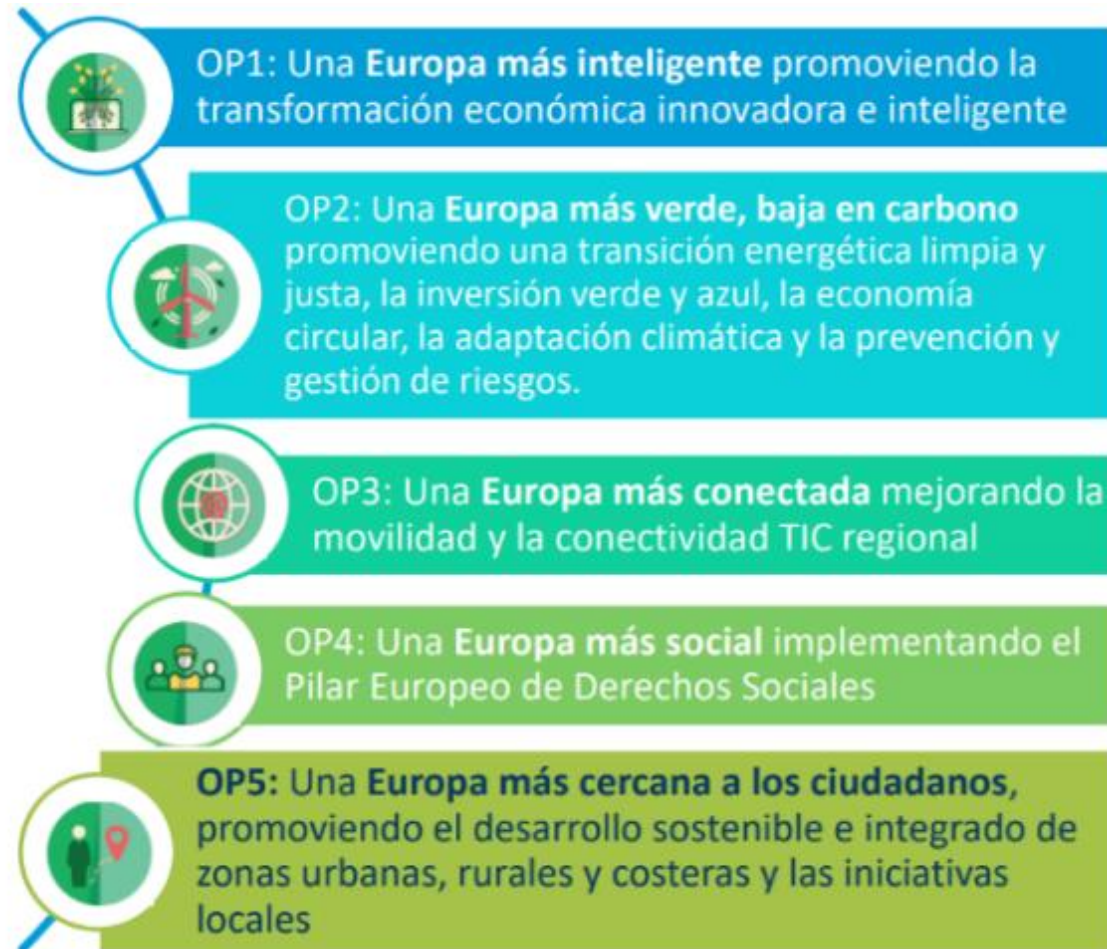 OP1: Una Europa más inteligente promoviendo la
transformación económica innovadora e inteligente
OP2: Una Europa más verde, baja en carbono
promoviendo una transición energética limpia y
justa, la inversión verde y azul, la economía
circular, la adaptación climática y la prevención y
gestión de riesgos.
OP3: Una Europa más conectada mejorando la
movilidad y la conectividad TIC regional
OP4: Una Europa más social implementando el
Pilar Europeo de Derechos Sociales
OP5: Una Europa más cercana a los ciudadanos,
promoviendo el desarrollo sostenible e integrado de
zonas urbanas, rurales y costeras y las iniciativas
locales